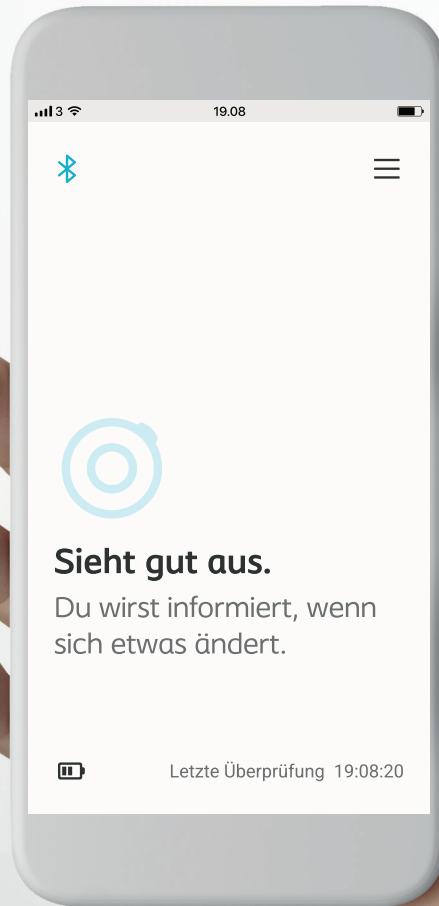 3 19.08
Sieht gut aus.
Du wirst informiert, wenn
sich etwas ändert.
Letzte Überprüfung 19:08:20